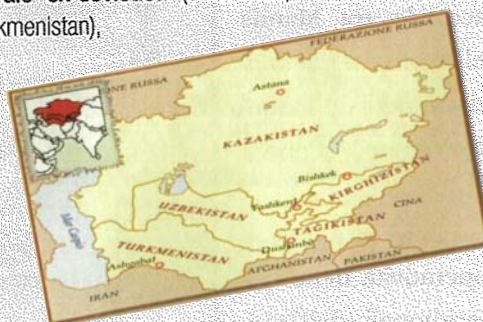 kmenistan),
FEDERAZIONE RUSSA
NE RUSSA
Astana
KAZAKISTAN
Bishkek
KIRGHIZISTAN
Tashkent
UZBEKISTAN
CINA
TAGIKISTAN
Mar Caspio
TURKMENISTAN
Dushanbe
Ashgabat
AFGHANISTAN
PAKISTAN
IRAN